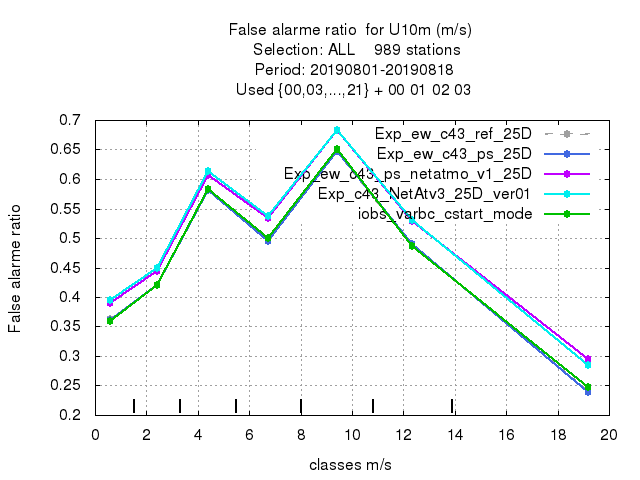 False alarme ratio  for U10m (m/s)
Selection: ALL    989 stations
Period: 20190801-20190818
Used {00,03,...,21} + 00 01 02 03
0.7
0.65
0.6
0.55
0.5
0.45
0.4
0.35
0.3
0.25
0.2
False alarme ratio
Exp_ew_c43_ref_25D
Exp_ew_c43_ps_25D
Exp_ew_c43_ps_netatmo_v1_25D
Exp_c43_NetAtv3_25D_ver01
iobs_varbc_cstart_mode
0 2 4 6 8 10 12 14 16 18 20
classes m/s